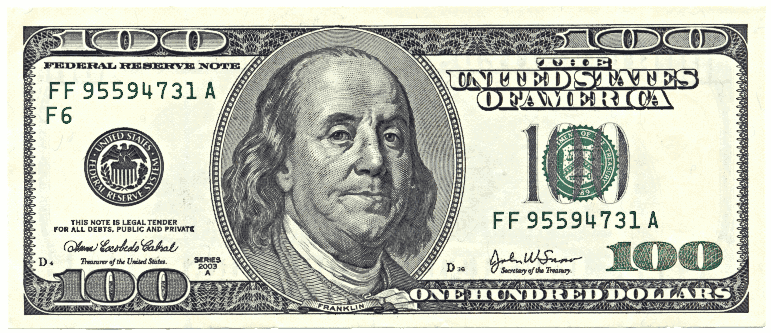 100 100
FEDERAL RESERVE NOTE
THE
UNITED STATES
OF AMERICA
FF 95594731 A
F6
UNITED STATES FEDERAL RESERVE SYSTEM
100
FF 95594731 A
THIS NOTE IS LEGAL TENDER
FOR ALL DEBTS, PUBLIC AND PRIVATE
Anna Escobedo Cabral
Treasurer of the United States.
SERIES
2003
A
D 4
D 36
John W Snow
Secretary of the Treasury.
100
100
FRANKLIN
ONE HUNDRED DOLLARS